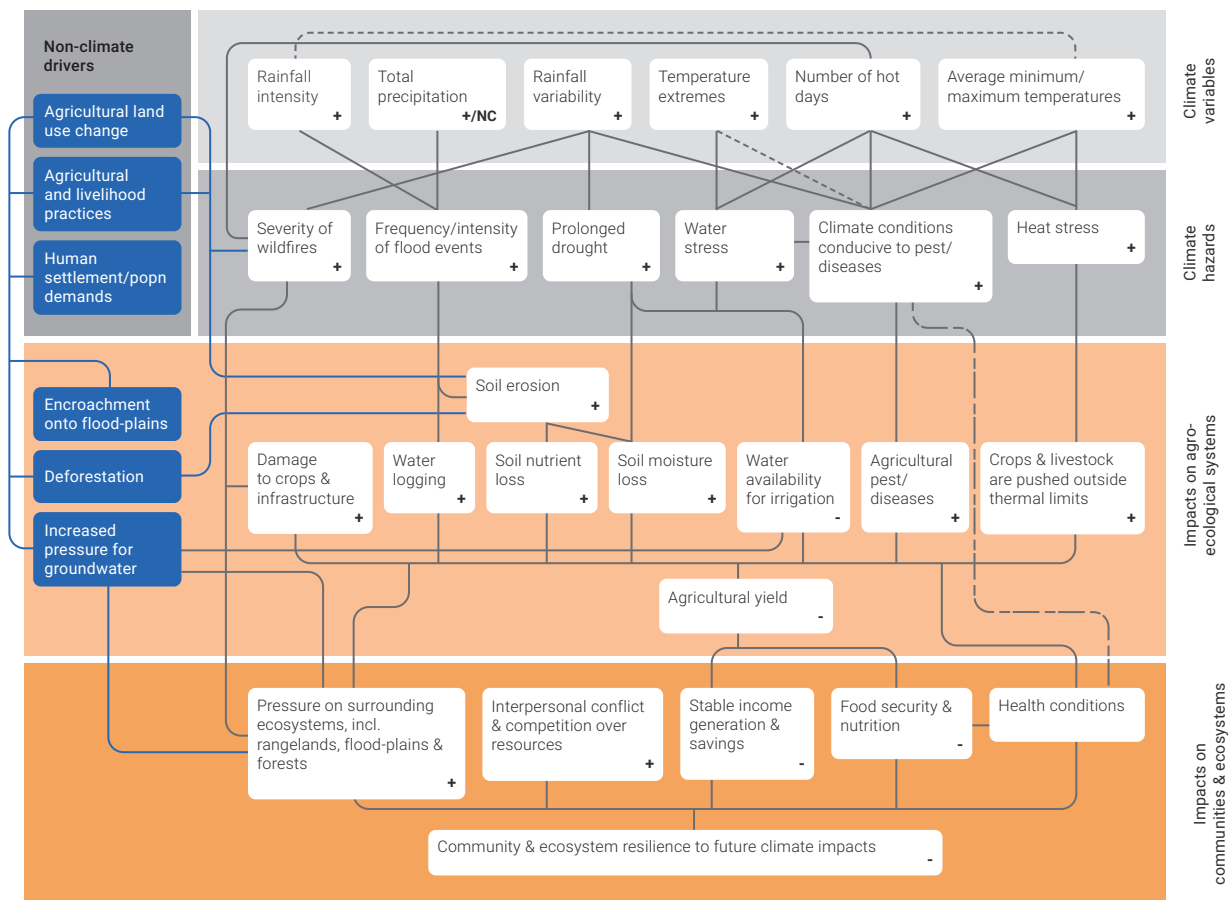 Non-climate
drivers
Agricultural land
use change
Agricultural
and livelihood
practices
Human
settlement/popn
demands
Encroachment
onto flood-plains
Deforestation
Increased
pressure for
groundwater
Climate
variables
Rainfall
intensity
+
Total
precipitation
+/NC
Rainfall
variability
+
Temperature
extremes
+
Number of hot
days
+
Average minimum/
maximum temperatures
+
Climate
hazards
Severity of
wildfires
+
Frequency/intensity
of flood events
+
Prolonged
drought
+
Water
stress
+
Climate conditions
conducive to pest/
diseases
+
Heat stress
+
Impacts on agro-
ecological systems
Soil erosion
+
Damage
to crops &
infrastructure
+
Water
logging
+
Soil nutrient
loss
+
Soil moisture
loss
+
Water
availability
for irrigation
-
Agricultural
pest/
diseases
+
Crops & livestock
are pushed outside
thermal limits
+
Agricultural yield
-
Impacts on
communities & ecosystems
Pressure on surrounding
ecosystems, incl.
rangelands, flood-plains &
forests
+
Interpersonal conflict
& competition over
resources
+
Stable income
generation &
savings
-
Food security &
nutrition
-
Health conditions
Community & ecosystem resilience to future climate impacts
-